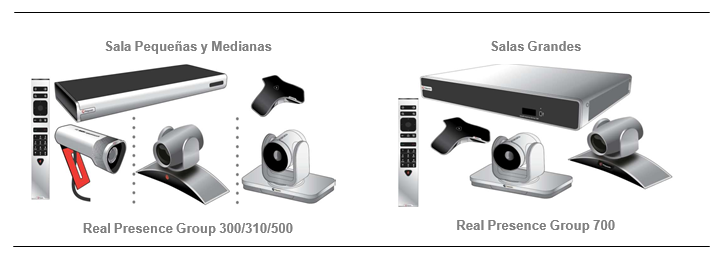 Sala Pequeñas y Medianas
Salas Grandes
Real Presence Group 300/310/500
Real Presence Group 700